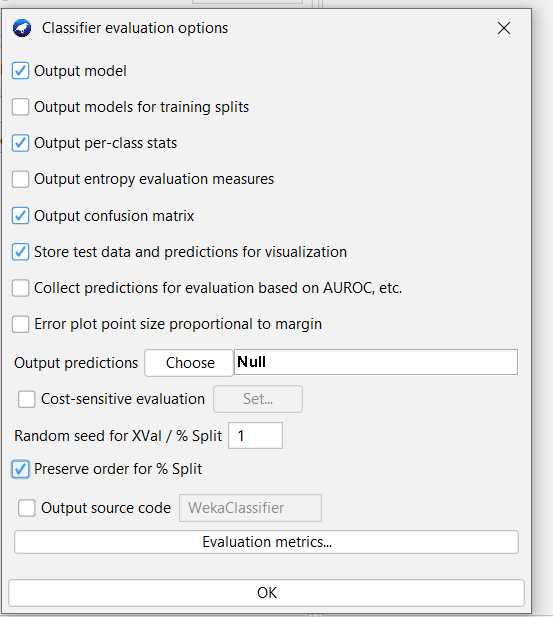 Classifier evaluation options
Output model
Output models for training splits
Output per-class stats
Output entropy evaluation measures
Output confusion matrix
Store test data and predictions for visualization
Collect predictions for evaluation based on AUROC, etc.
Error plot point size proportional to margin
Output predictions Choose Null
Cost-sensitive evaluation Set...
Random seed for XVal / % Split 1
Preserve order for % Split
Output source code WekaClassifier
Evaluation metrics...
OK